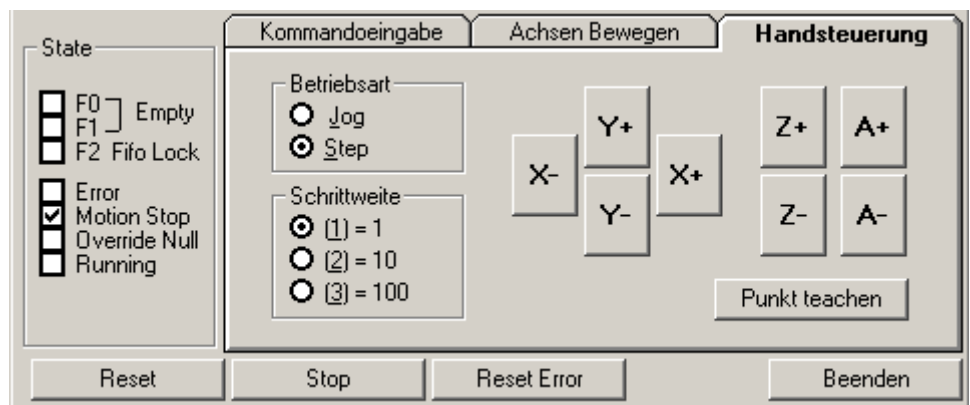 State
F0
F1
Empty
F2 Fifo Lock
Error
Motion Stop
Override Null
Running
Kommandoeingabe
Achsen Bewegen
Handsteuerung
Betriebsart
Jog
Step
Schrittweite
(1) = 1
(2) = 10
(3) = 100
Y+
X-
X+
Y-
Z+
A+
Z-
A-
Punkt teachen
Reset
Stop
Reset Error
Beenden